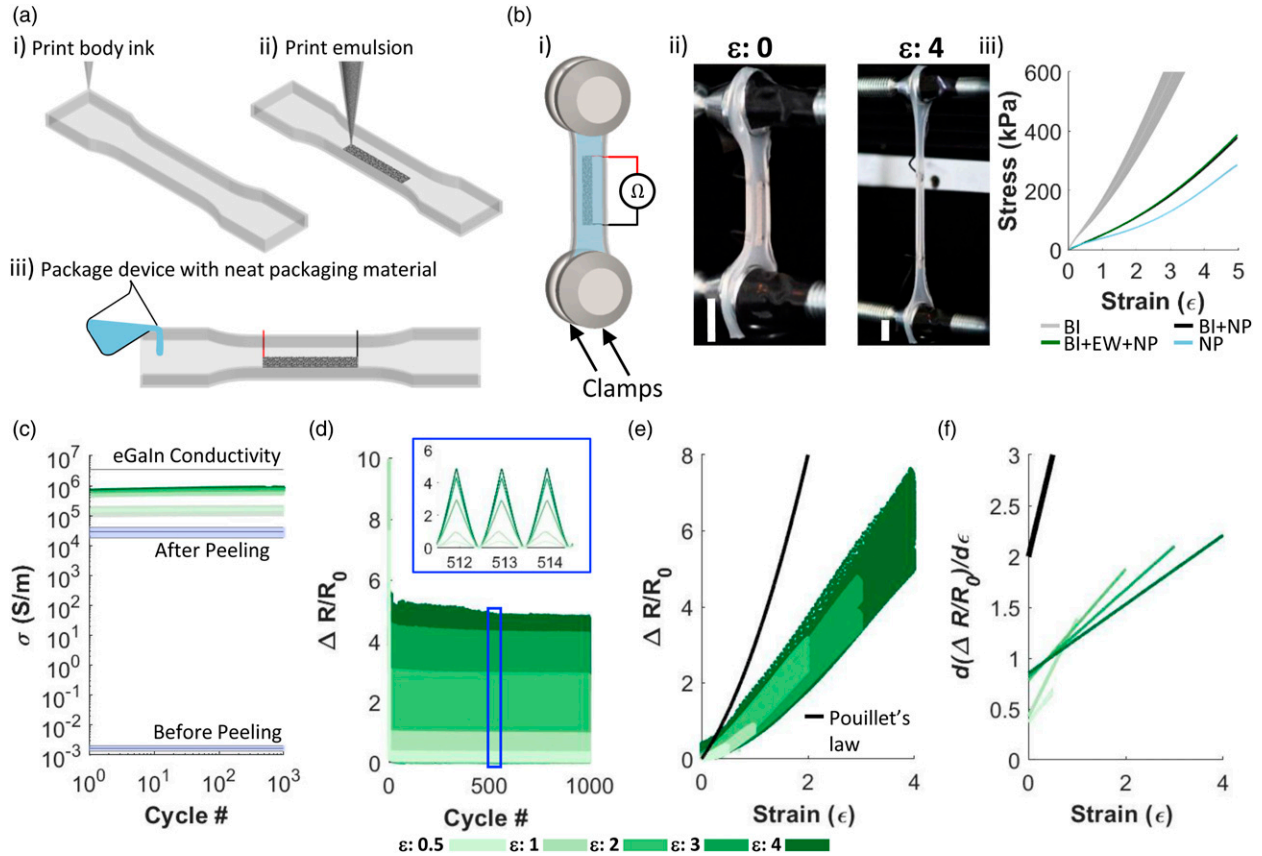 (a)
i) Print body ink
ii) Print emulsion
iii) Package device with neat packaging material
(b)
i)
Ω
Clamps
ii)
ε: 0
ε: 4
iii)
600
400
200
0
Stress (kPa)
0 1 2 3 4 5
Strain (ϵ)
BI BI+NP
BI+EW+NP NP
(c)
10^7
10^6
10^5
10^4
10^3
10^2
10^1
10^0
10^-1
10^-2
10^-3
σ (S/m)
eGaIn Conductivity
After Peeling
Before Peeling
10^0 10^1 10^2 10^3
Cycle #
(d)
10
8
6
4
2
0
Δ R/R_0
6
4
2
0
512 513 514
0 500 1000
Cycle #
(e)
8
6
4
2
0
Δ R/R_0
Pouillet's
law
0 2 4
Strain (ϵ)
(f)
3
2.5
2
1.5
1
0.5
0
d(Δ R/R_0)/dϵ
0 2 4
Strain (ϵ)
ε: 0.5 ε: 1 ε: 2 ε: 3 ε: 4